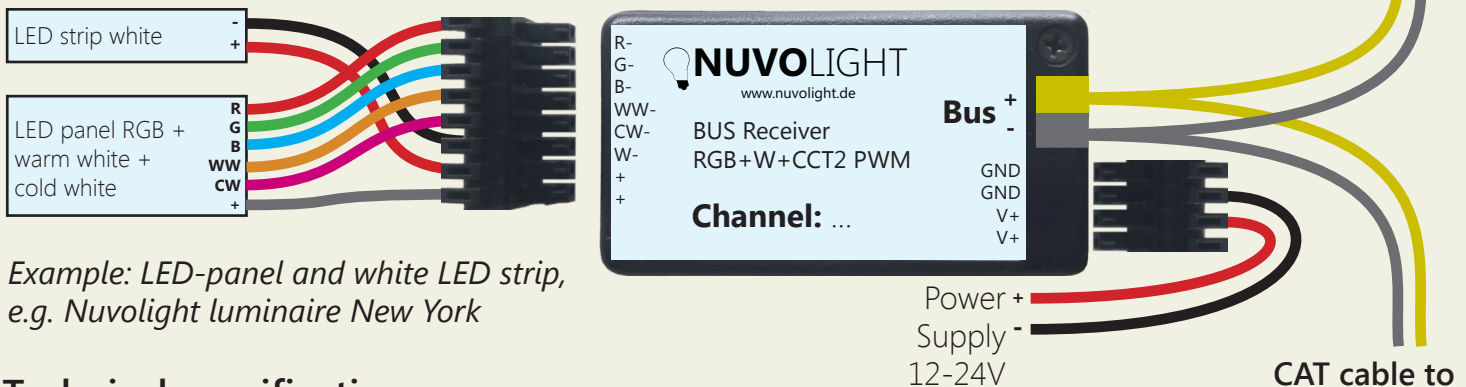 LED strip white
-
+
LED panel RGB +
warm white +
cold white
R
G
B
WW
CW
+
Example: LED-panel and white LED strip,
e.g. Nuvolight luminaire New York
R-
G-
B-
WW-
CW-
W-
+
+
NUVOLIGHT
www.nuvolight.de
BUS Receiver
RGB+W+CCT2 PWM
Channel: ...
Bus +
-
GND
GND
V+
V+
Power +
Supply -
12-24V
CAT cable to